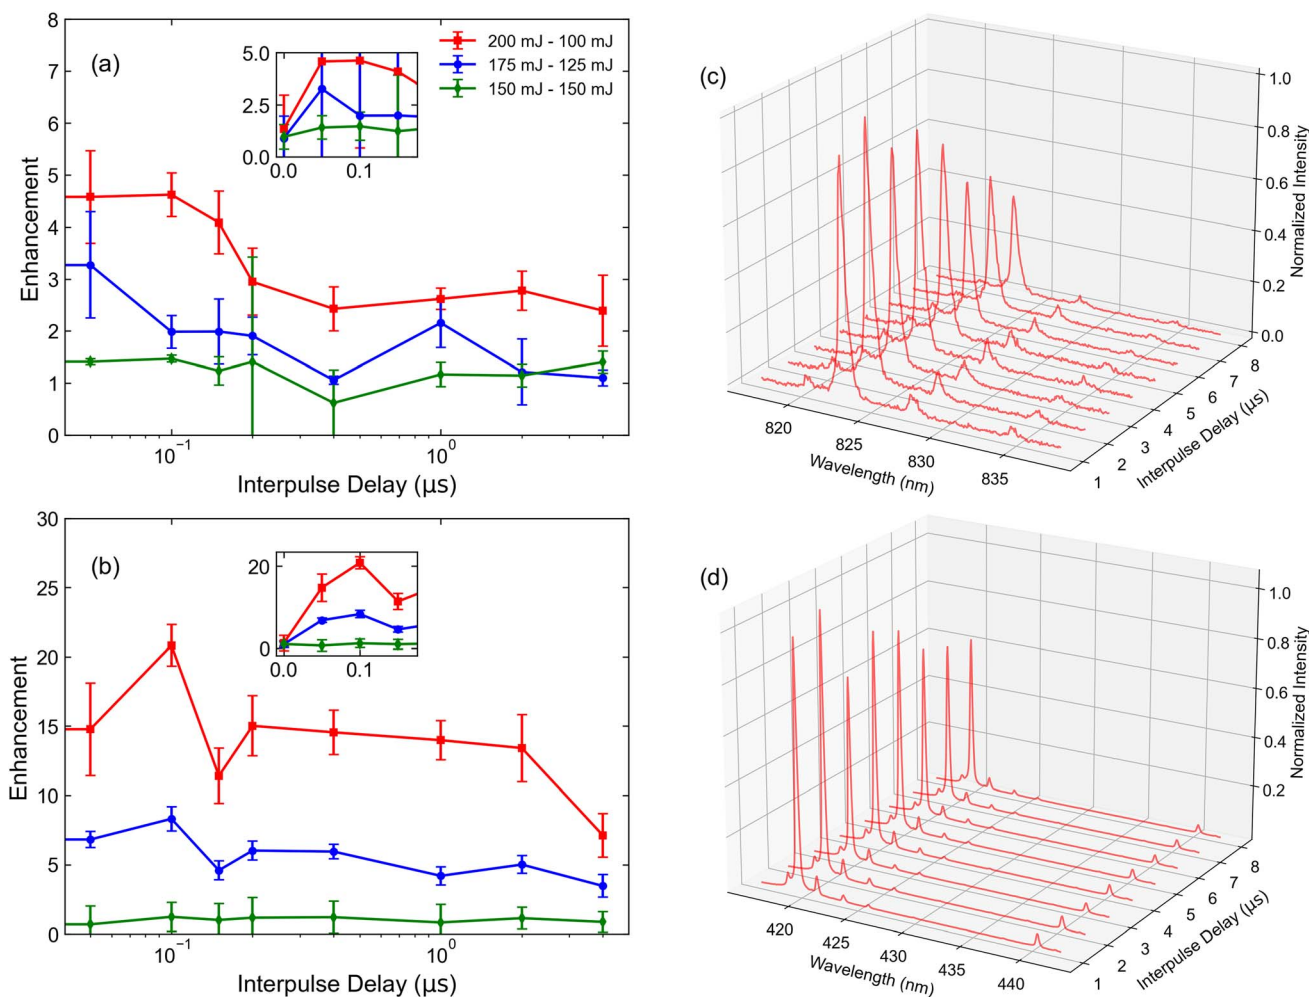 (a)
200 mJ - 100 mJ
175 mJ - 125 mJ
150 mJ - 150 mJ
8
7
6
5
4
3
2
1
0
Enhancement
5.0
2.5
0.0
0.0 0.1
10⁻¹ 10⁰
Interpulse Delay (μs)
(c)
1.0
0.8
0.6
0.4
0.2
0.0
Normalized Intensity
820 825 830 835
Wavelength (nm)
1 2 3 4 5 6 7 8
Interpulse Delay (μs)
(b)
30
25
20
15
10
5
0
Enhancement
20
0
0.0 0.1
10⁻¹ 10⁰
Interpulse Delay (μs)
(d)
1.0
0.8
0.6
0.4
0.2
Normalized Intensity
420 425 430 435 440
Wavelength (nm)
1 2 3 4 5 6 7 8
Interpulse Delay (μs)